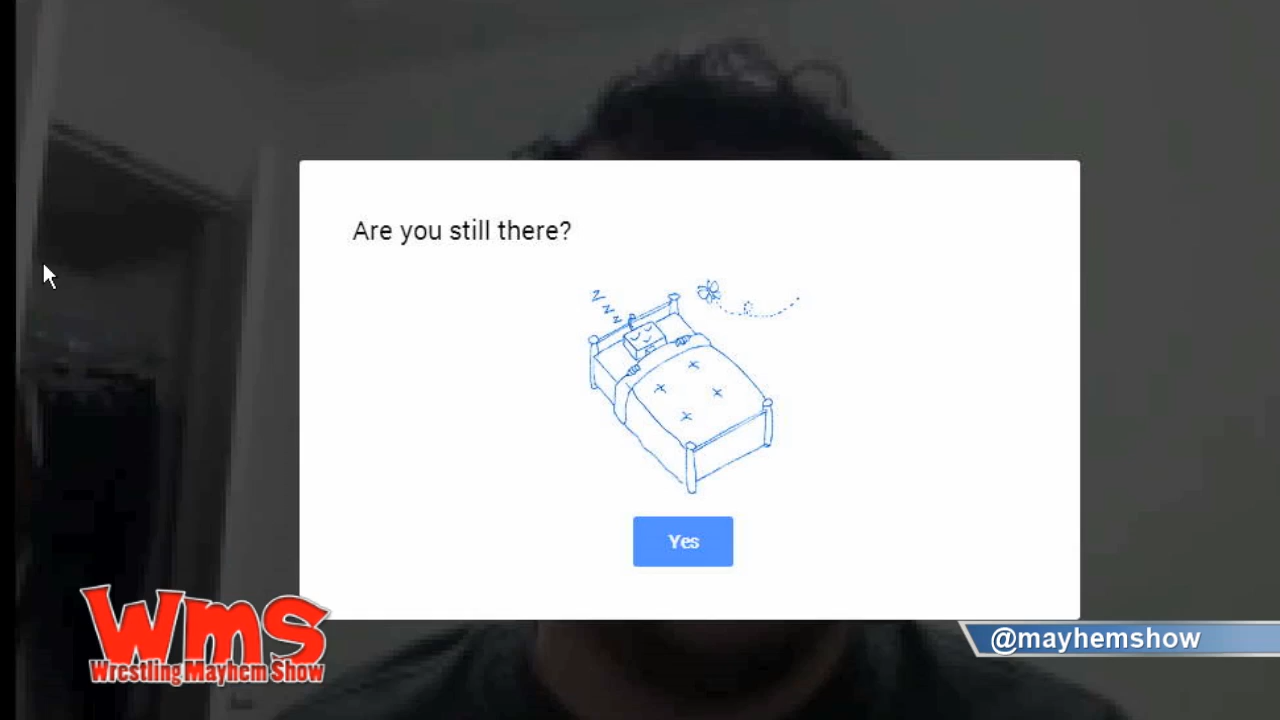 Are you still there?
z
z
z
z
Yes
Wms
Wrestling Mayhem Show
@mayhemshow